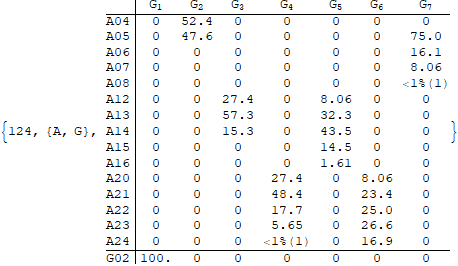 G₁ G₂ G₃ G₄ G₅ G₆ G₇
A04 0 52.4 0 0 0 0 0
A05 0 47.6 0 0 0 0 75.0
A06 0 0 0 0 0 0 16.1
A07 0 0 0 0 0 0 8.06
A08 0 0 0 0 0 0 <1%(1)
A12 0 0 27.4 0 8.06 0 0
A13 0 0 57.3 0 32.3 0 0
{124, {A, G}, A14 0 0 15.3 0 43.5 0 0 }
A15 0 0 0 0 14.5 0 0
A16 0 0 0 0 1.61 0 0
A20 0 0 0 27.4 0 8.06 0
A21 0 0 0 48.4 0 23.4 0
A22 0 0 0 17.7 0 25.0 0
A23 0 0 0 5.65 0 26.6 0
A24 0 0 0 <1%(1) 0 16.9 0
G02 100. 0 0 0 0 0 0